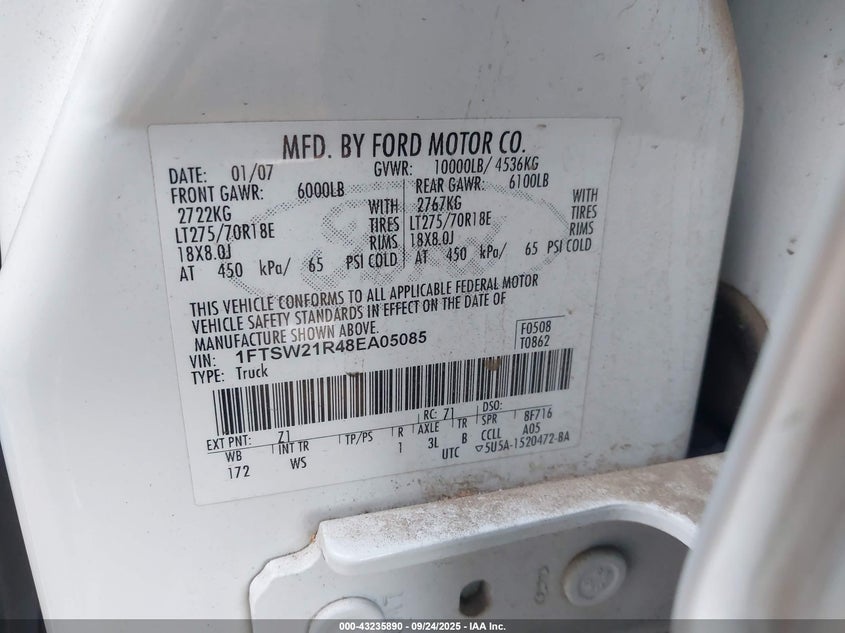 MFD. BY FORD MOTOR CO.
DATE: 01/07 GVWR: 10000LB/ 4536KG
FRONT GAWR: 6000LB REAR GAWR: 6100LB
2722KG WITH 2767KG WITH
LT275/70R18E TIRES LT275/70R18E TIRES
18X8.0J RIMS 18X8.0J RIMS
AT 450 kPa/ 65 PSI COLD AT 450 kPa/ 65 PSI COLD
THIS VEHICLE CONFORMS TO ALL APPLICABLE FEDERAL MOTOR
VEHICLE SAFETY STANDARDS IN EFFECT ON THE DATE OF
MANUFACTURE SHOWN ABOVE.
VIN: 1FTSW21R48EA05085 F0508
TYPE: Truck T0862
EXT PNT: Z1 RC: Z1 DSO:
WB INT TR TP/PS R AXLE TR SPR 8F716
172 WS 1 3L B CCLL A05
UTC ▽5U5A-1520472-BA
000-43235890 - 09/24/2025 - IAA Inc.